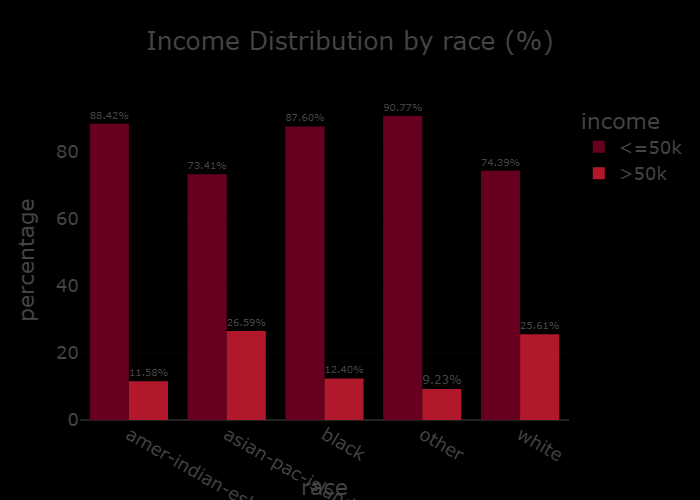 Income Distribution by race (%)
90.77%
88.42%
87.60%
74.39%
73.41%
26.59%
25.61%
12.40%
11.58%
9.23%
income
<=50k
>50k
percentage
80
60
40
20
0
black
other
white
race